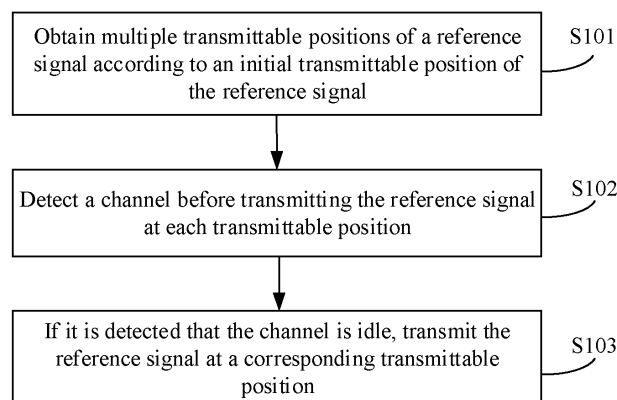 Obtain multiple transmittable positions of a reference
signal according to an initial transmittable position of
the reference signal
S101
Detect a channel before transmitting the reference signal
at each transmittable position
S102
If it is detected that the channel is idle, transmit the
reference signal at a corresponding transmittable
position
S103